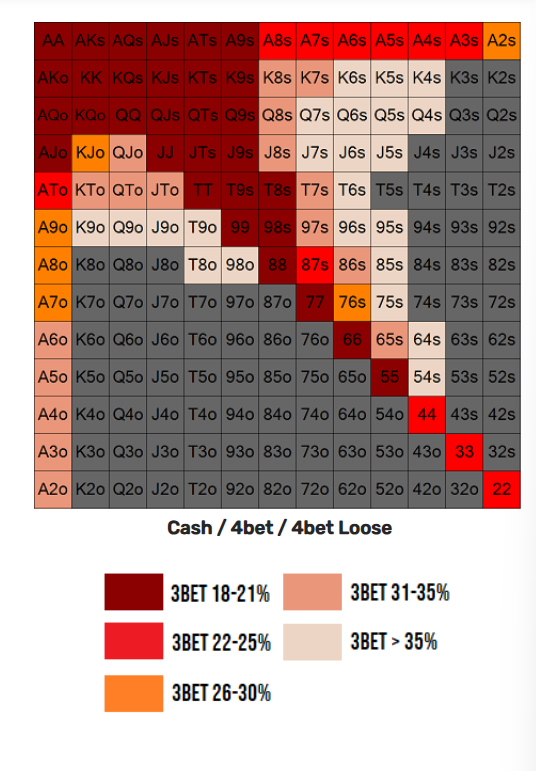 AA AKs AQs AJs ATs A9s A8s A7s A6s A5s A4s A3s A2s
AKo KK KQs KJs KTs K9s K8s K7s K6s K5s K4s K3s K2s
AQo KQo QQ QJs QTs Q9s Q8s Q7s Q6s Q5s Q4s Q3s Q2s
AJo KJo QJo JJ JTs J9s J8s J7s J6s J5s J4s J3s J2s
ATo KTo QTo JTo TT T9s T8s T7s T6s T5s T4s T3s T2s
A9o K9o Q9o J9o T9o 99 98s 97s 96s 95s 94s 93s 92s
A8o K8o Q8o J8o T8o 98o 88 87s 86s 85s 84s 83s 82s
A7o K7o Q7o J7o T7o 97o 87o 77 76s 75s 74s 73s 72s
A6o K6o Q6o J6o T6o 96o 86o 76o 66 65s 64s 63s 62s
A5o K5o Q5o J5o T5o 95o 85o 75o 65o 55 54s 53s 52s
A4o K4o Q4o J4o T4o 94o 84o 74o 64o 54o 44 43s 42s
A3o K3o Q3o J3o T3o 93o 83o 73o 63o 53o 43o 33 32s
A2o K2o Q2o J2o T2o 92o 82o 72o 62o 52o 42o 32o 22
Cash / 4bet / 4bet Loose
3BET 18-21% 3BET 31-35%
3BET 22-25% 3BET > 35%
3BET 26-30%